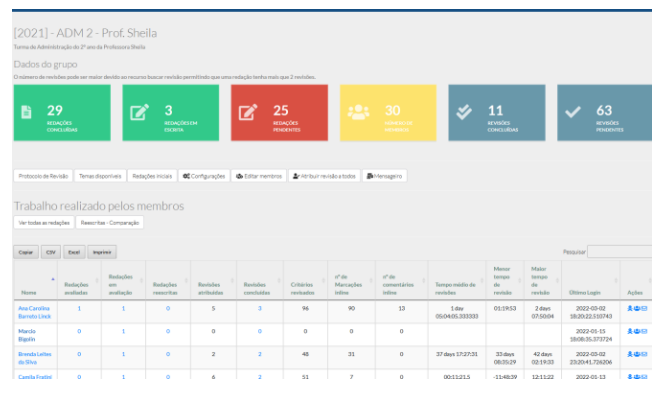 [2021] - ADM 2 - Prof. Sheila
Turma de Administração do 2º ano da Professora Sheila
Dados do grupo
O número de revisões pode ser maior devido ao recurso buscar revisão permitindo que uma redação tenha mais que 2 revisões.
29 3 25 30 11 63
REDAÇÕES REDAÇÕES EM REDAÇÕES NÚMERO DE REVISÕES REVISÕES
CONCLUÍDAS ESCRITA PENDENTES MEMBROS CONCLUÍDAS PENDENTES
Protocolo de Revisão Temas disponíveis Redações iniciais Configurações Editar membros Atribuir revisão a todos Mensageiro
Trabalho realizado pelos membros
Ver todas as redações Reescritas - Comparação
Copiar CSV Excel Imprimir Pesquisar
Nome Redações avaliadas Redações em avaliação Redações reescritas Revisões atribuídas Revisões concluídas Critérios revisados nº de Marcações Inline nº de comentários Inline Tempo médio de revisões Menor tempo de revisão Maior tempo de revisão Último Login Ações
Ana Carolina 1 1 0 5 3 96 90 13 1 day 01:19:53 2 days 2022-03-02
Barreto Linck 05:04:05.333333 07:50:04 18:20:22.510743
Marcio 0 1 0 0 0 0 0 0 2022-01-15
Bigolin 18:08:35.373724
Brenda Leites 0 1 0 2 2 48 31 0 37 days 17:27:31 33 days 42 days 2022-03-02
da Silva 08:35:29 02:19:33 23:20:41.726206
Camila Fratini 0 1 0 6 2 51 7 0 00:11:21.5 -11:48:39 12:11:22 2022-01-13